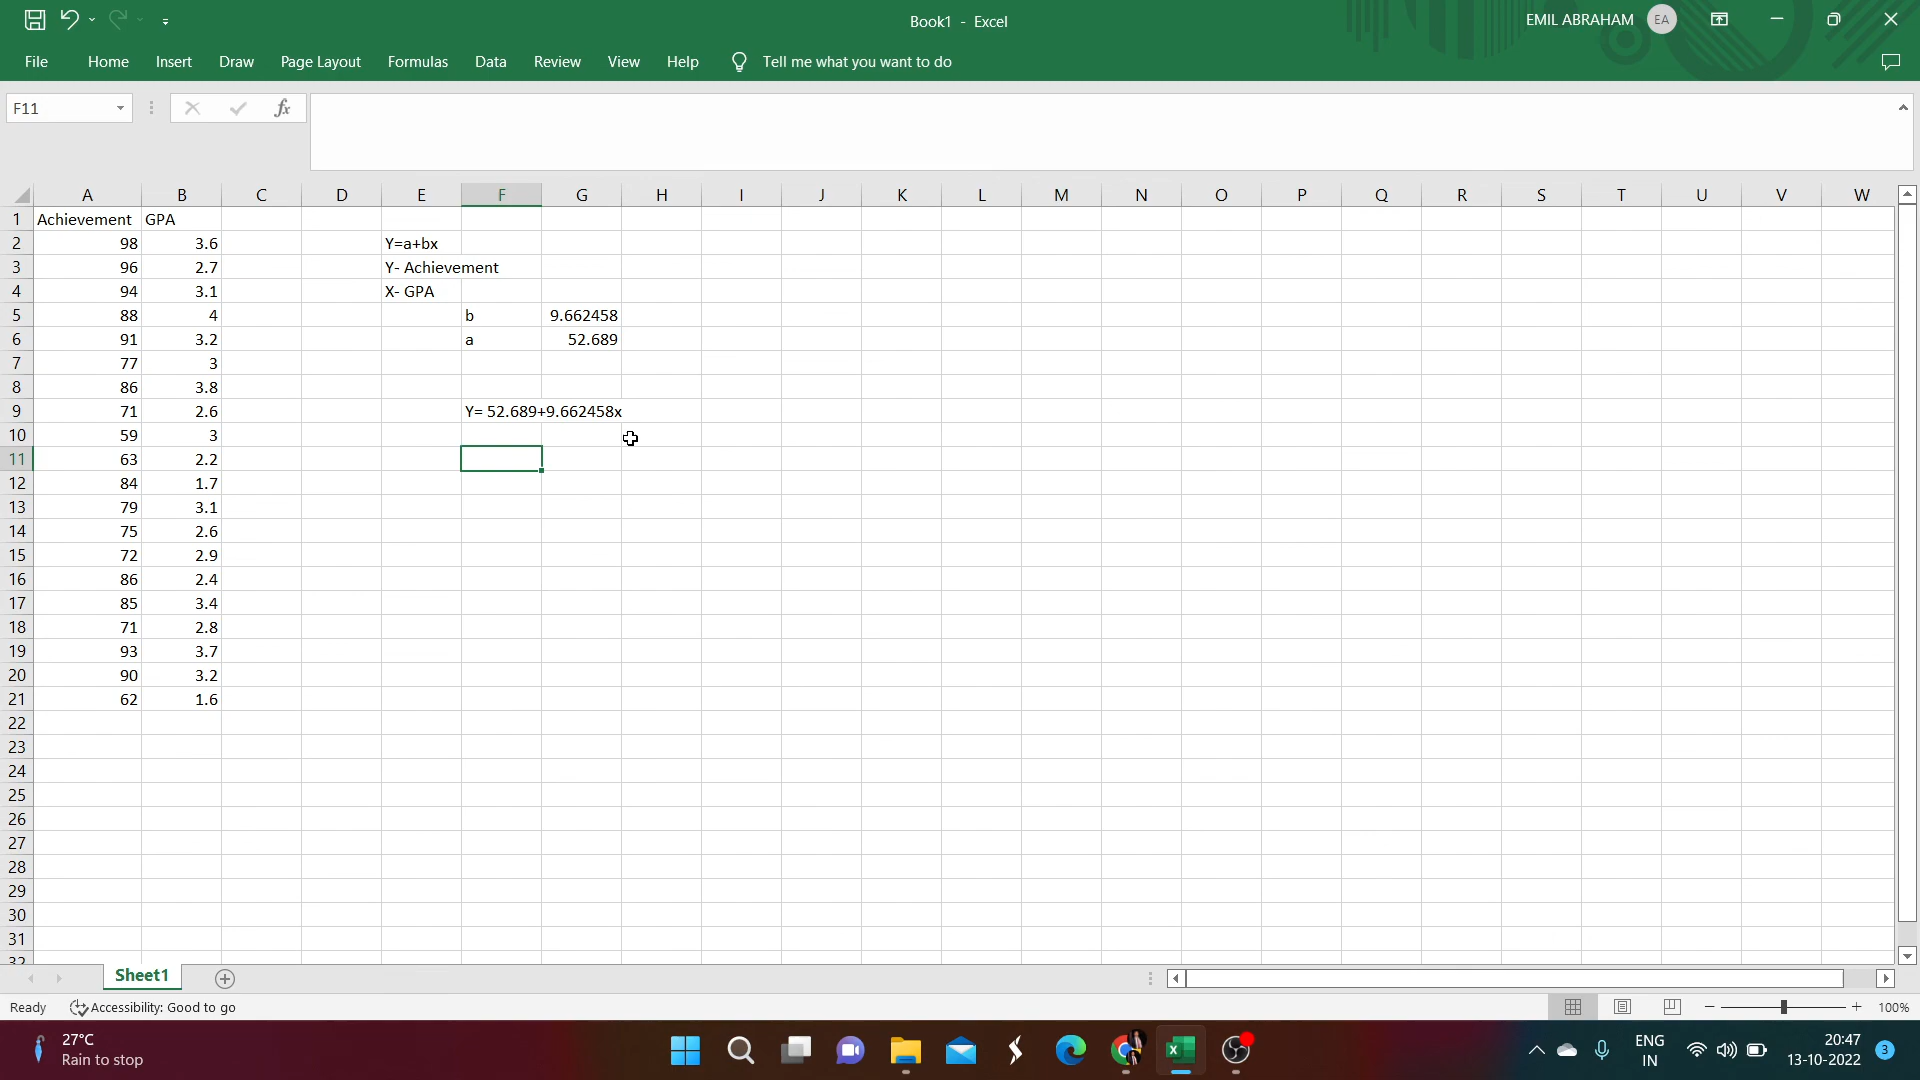 Book1 - Excel
EMIL ABRAHAM
EA
File Home Insert Draw Page Layout Formulas Data Review View Help Tell me what you want to do
F11
fx
A B C D E F G H I J K L M N O P Q R S T U V W
1 Achievement GPA
2 98 3.6 Y=a+bx
3 96 2.7 Y- Achievement
4 94 3.1 X- GPA
5 88 4 b 9.662458
6 91 3.2 a 52.689
7 77 3
8 86 3.8
9 71 2.6 Y= 52.689+9.662458x
10 59 3
11 63 2.2
12 84 1.7
13 79 3.1
14 75 2.6
15 72 2.9
16 86 2.4
17 85 3.4
18 71 2.8
19 93 3.7
20 90 3.2
21 62 1.6
22
23
24
25
26
27
28
29
30
31
32
Sheet1
Ready Accessibility: Good to go
100%
27°C
Rain to stop
ENG
IN
20:47
13-10-2022
3